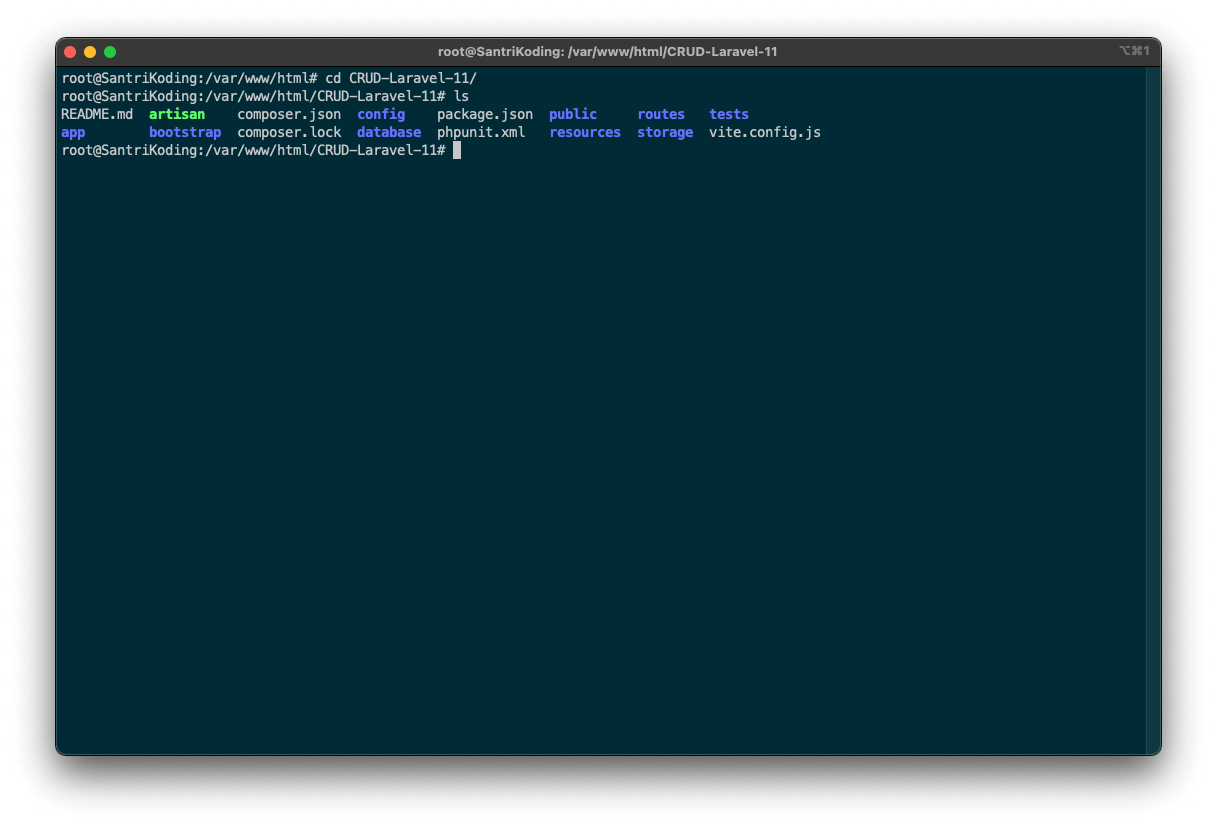 root@SantriKoding: /var/www/html/CRUD-Laravel-11
⌥⌘1
root@SantriKoding:/var/www/html# cd CRUD-Laravel-11/
root@SantriKoding:/var/www/html/CRUD-Laravel-11# ls
README.md artisan composer.json config package.json public routes tests
app bootstrap composer.lock database phpunit.xml resources storage vite.config.js
root@SantriKoding:/var/www/html/CRUD-Laravel-11#